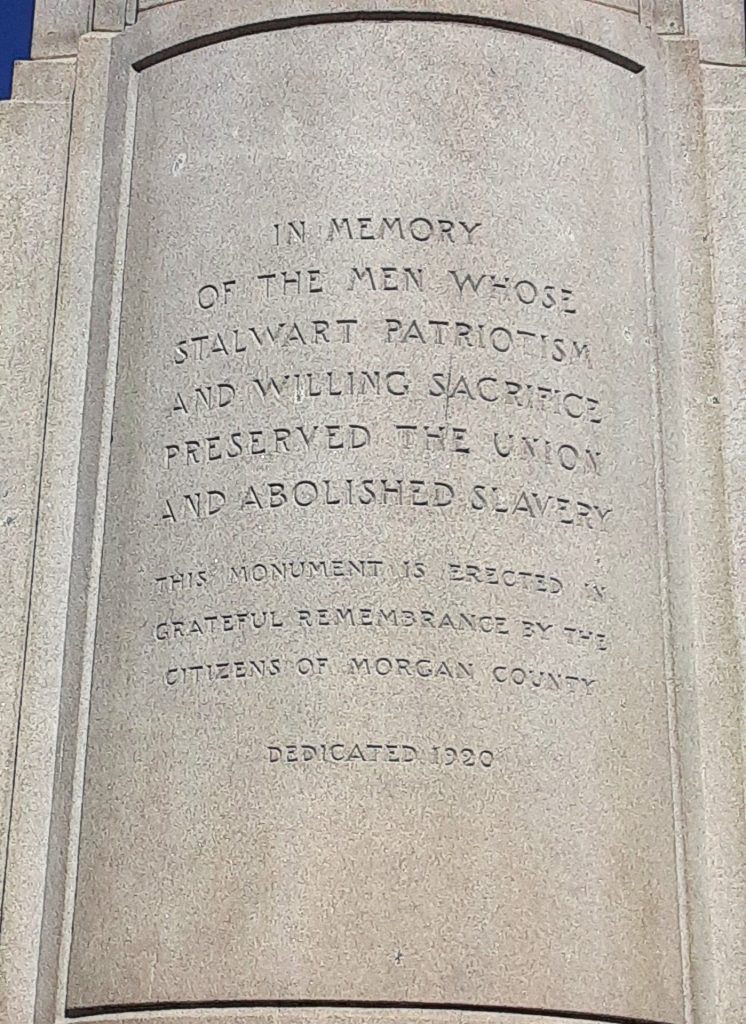 IN MEMORY
OF THE MEN WHOSE
STALWART PATRIOTISM
AND WILLING SACRIFICE
PRESERVED THE UNION
AND ABOLISHED SLAVERY
THIS MONUMENT IS ERECTED IN
GRATEFUL REMEMBRANCE BY THE
CITIZENS OF MORGAN COUNTY
DEDICATED 1920